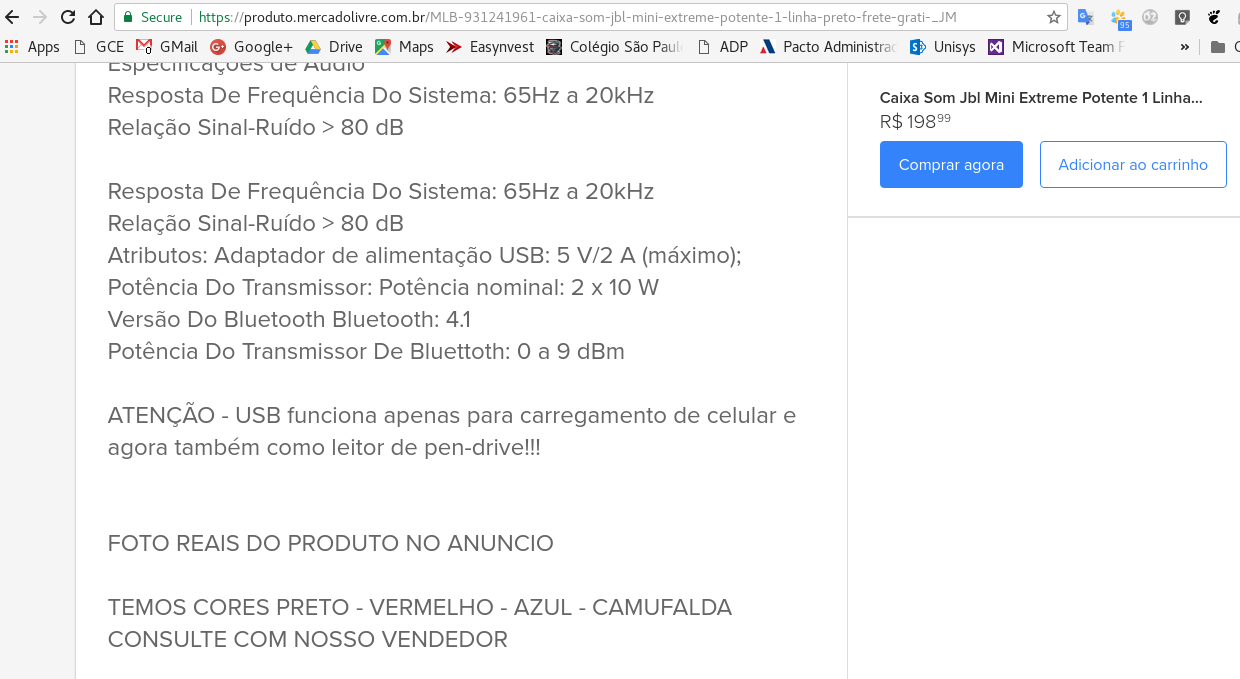 Secure https://produto.mercadolivre.com.br/MLB-931241961-caixa-som-jbl-mini-extreme-potente-1-linha-preto-frete-grati-_JM
95
Apps GCE GMail Google+ Drive Maps Easynvest Colégio São Paul ADP Pacto Administra Unisys Microsoft Team F »
Especificações de Áudio
Resposta De Frequência Do Sistema: 65Hz a 20kHz
Relação Sinal-Ruído > 80 dB
Resposta De Frequência Do Sistema: 65Hz a 20kHz
Relação Sinal-Ruído > 80 dB
Atributos: Adaptador de alimentação USB: 5 V/2 A (máximo);
Potência Do Transmissor: Potência nominal: 2 x 10 W
Versão Do Bluetooth Bluetooth: 4.1
Potência Do Transmissor De Bluettoth: 0 a 9 dBm
ATENÇÃO - USB funciona apenas para carregamento de celular e
agora também como leitor de pen-drive!!!
FOTO REAIS DO PRODUTO NO ANUNCIO
TEMOS CORES PRETO - VERMELHO - AZUL - CAMUFALDA
CONSULTE COM NOSSO VENDEDOR
Caixa Som Jbl Mini Extreme Potente 1 Linha...
R$ 198 99
Comprar agora Adicionar ao carrinho